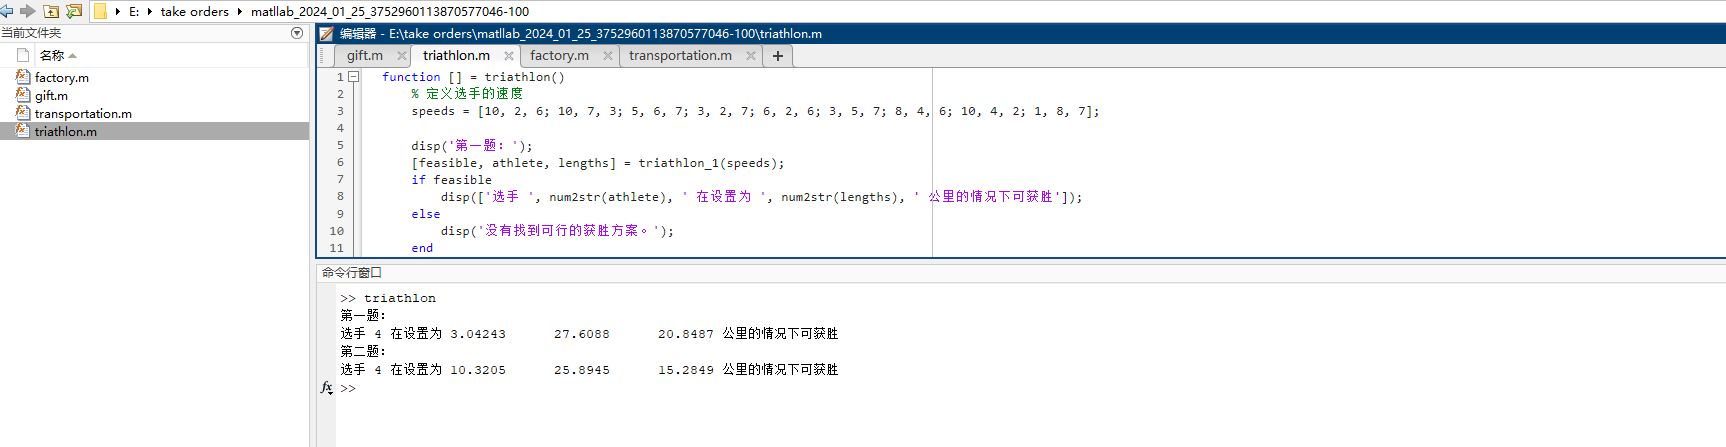 E: ▸ take orders ▸ matllab_2024_01_25_3752960113870577046-100
当前文件夹
名称
factory.m
gift.m
transportation.m
triathlon.m
编辑器 - E:\take orders\matllab_2024_01_25_3752960113870577046-100\triathlon.m
gift.m triathlon.m factory.m transportation.m +
1 function [] = triathlon()
2 % 定义选手的速度
3 speeds = [10, 2, 6; 10, 7, 3; 5, 6, 7; 3, 2, 7; 6, 2, 6; 3, 5, 7; 8, 4, 6; 10, 4, 2; 1, 8, 7];
4
5 disp('第一题：');
6 [feasible, athlete, lengths] = triathlon_1(speeds);
7 if feasible
8 disp(['选手 ', num2str(athlete), ' 在设置为 ', num2str(lengths), ' 公里的情况下可获胜']);
9 else
10 disp('没有找到可行的获胜方案。');
11 end
命令行窗口
>> triathlon
第一题：
选手 4 在设置为 3.04243 27.6088 20.8487 公里的情况下可获胜
第二题：
选手 4 在设置为 10.3205 25.8945 15.2849 公里的情况下可获胜
fx >>